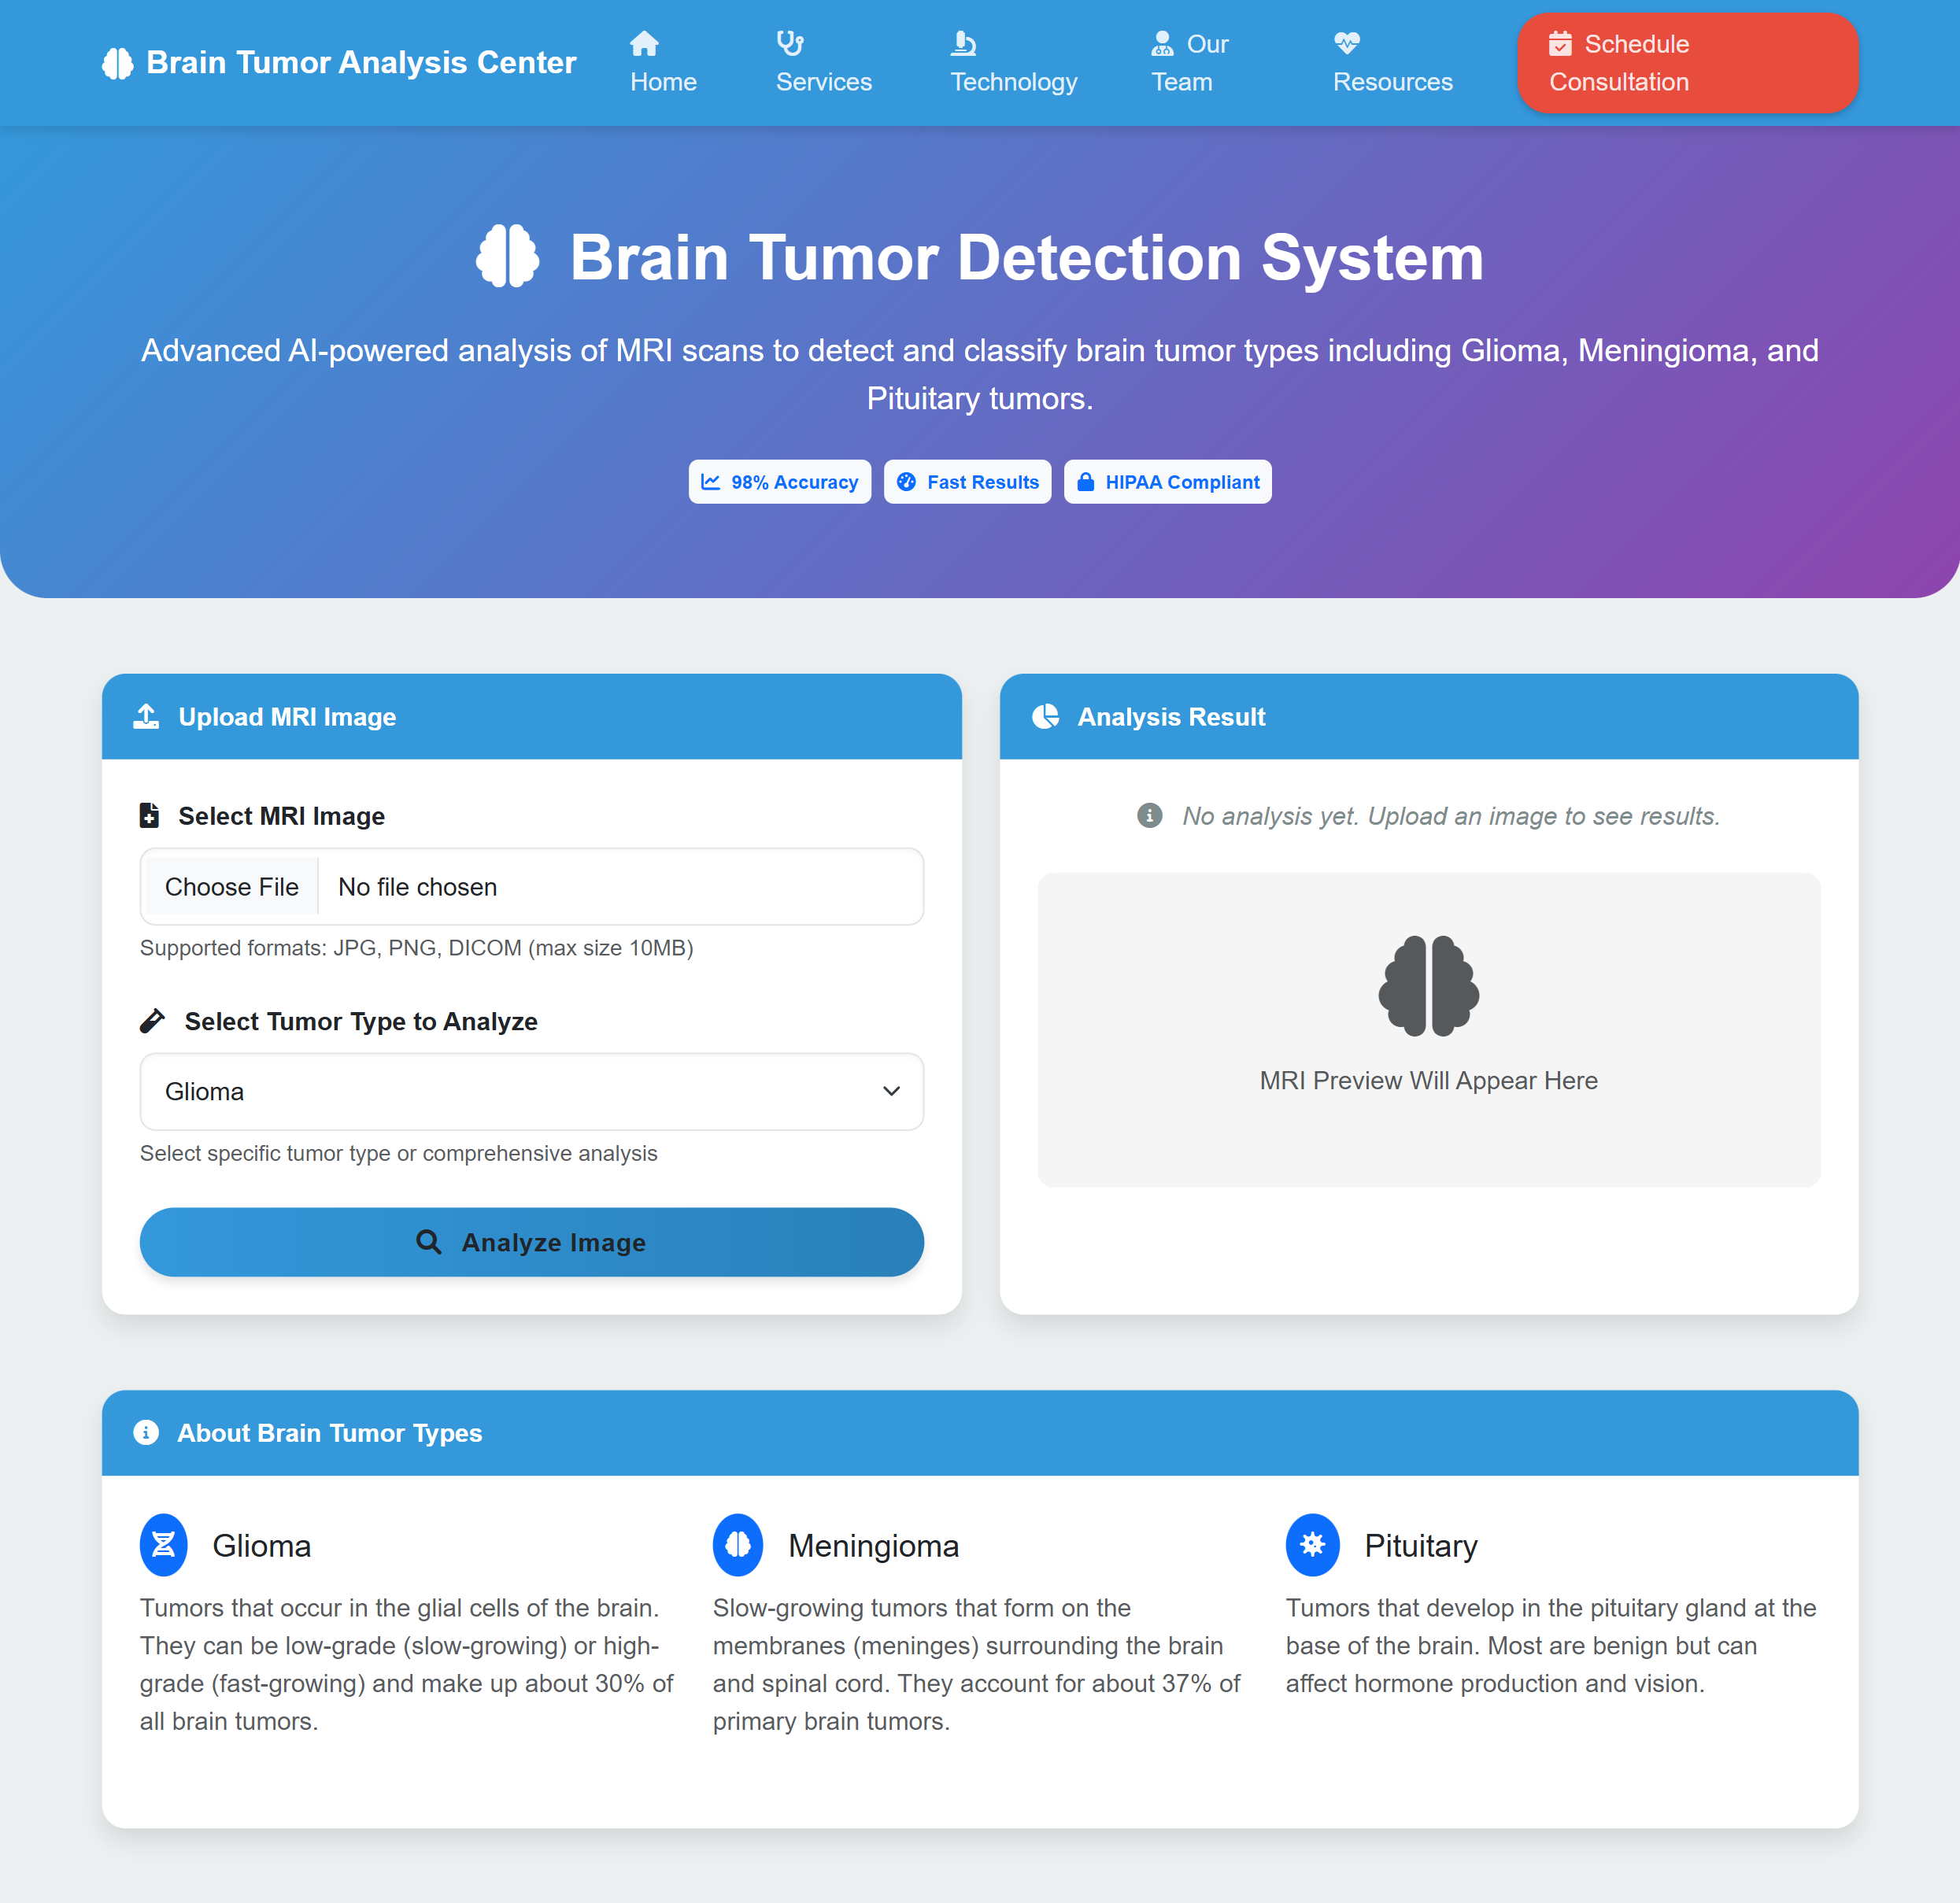 Brain Tumor Analysis Center
Home
Services
Technology
Our
Team
Resources
Schedule
Consultation
Brain Tumor Detection System
Advanced AI-powered analysis of MRI scans to detect and classify brain tumor types including Glioma, Meningioma, and
Pituitary tumors.
98% Accuracy
Fast Results
HIPAA Compliant
Upload MRI Image
Select MRI Image
Choose File
No file chosen
Supported formats: JPG, PNG, DICOM (max size 10MB)
Select Tumor Type to Analyze
Glioma
Select specific tumor type or comprehensive analysis
Analyze Image
Analysis Result
No analysis yet. Upload an image to see results.
MRI Preview Will Appear Here
About Brain Tumor Types
Glioma
Tumors that occur in the glial cells of the brain.
They can be low-grade (slow-growing) or high-
grade (fast-growing) and make up about 30% of
all brain tumors.
Meningioma
Slow-growing tumors that form on the
membranes (meninges) surrounding the brain
and spinal cord. They account for about 37% of
primary brain tumors.
Pituitary
Tumors that develop in the pituitary gland at the
base of the brain. Most are benign but can
affect hormone production and vision.